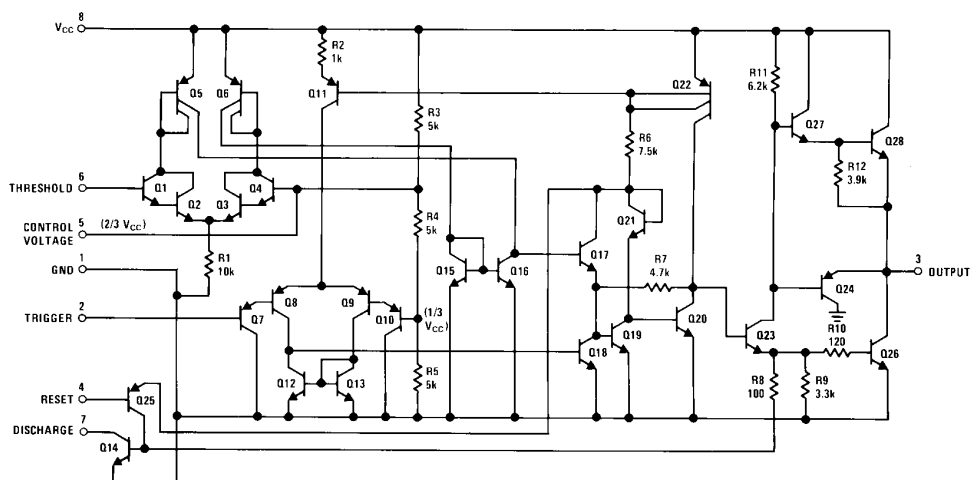 8
VCC
R2
1k
R11
6.2k
Q5
Q6
Q11
Q22
Q27
Q28
R3
5k
R6
7.5k
R12
3.9k
THRESHOLD
6
Q1
Q2
Q3
Q4
CONTROL
VOLTAGE
5
(2/3 VCC)
R4
5k
Q21
R7
4.7k
GND
1
R1
10k
Q15
Q16
Q17
3
OUTPUT
Q24
TRIGGER
2
Q7
Q8
Q9
Q10
(1/3
VCC)
Q18
Q19
Q20
Q23
R10
120
Q26
RESET
4
Q25
Q12
Q13
R5
5k
R8
100
R9
3.3k
DISCHARGE
7
Q14